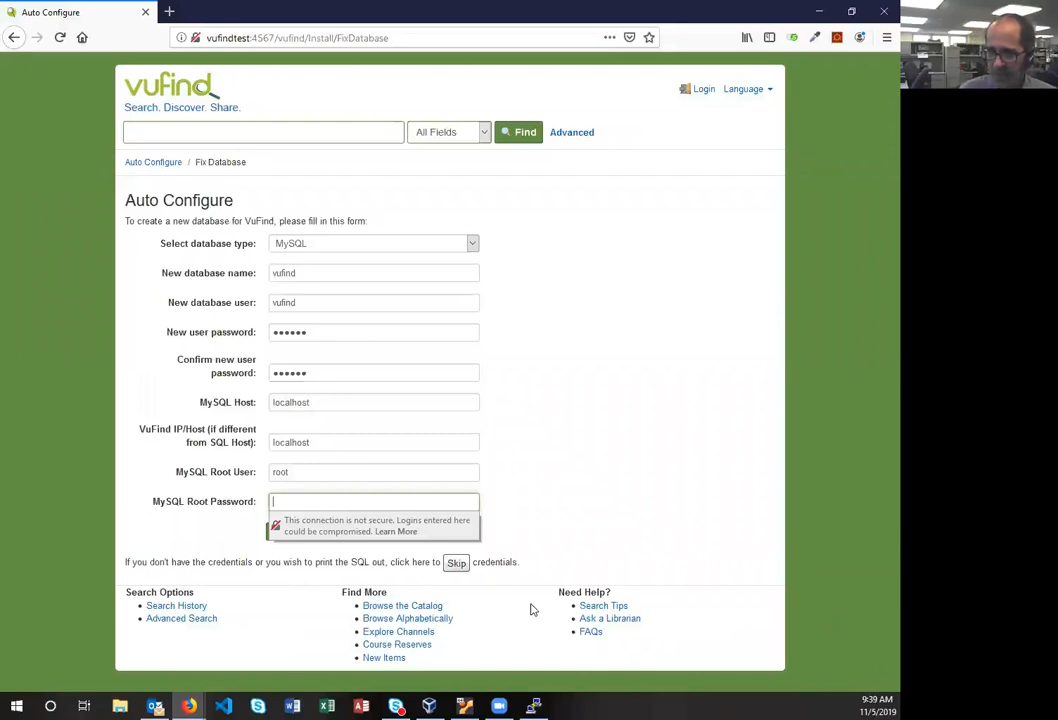 Auto Configure
vufindtest:4567/vufind/Install/FixDatabase
vufind
Search. Discover. Share.
Login Language
All Fields Find Advanced
Auto Configure / Fix Database
Auto Configure
To create a new database for VuFind, please fill in this form:
Select database type: MySQL
New database name: vufind
New database user: vufind
New user password: ••••••
Confirm new user
password: ••••••
MySQL Host: localhost
VuFind IP/Host (if different
from SQL Host): localhost
MySQL Root User: root
MySQL Root Password:
This connection is not secure. Logins entered here
could be compromised. Learn More
If you don't have the credentials or you wish to print the SQL out, click here to Skip credentials.
Search Options
• Search History
• Advanced Search
Find More
• Browse the Catalog
• Browse Alphabetically
• Explore Channels
• Course Reserves
• New Items
Need Help?
• Search Tips
• Ask a Librarian
• FAQs
9:39 AM
11/5/2019